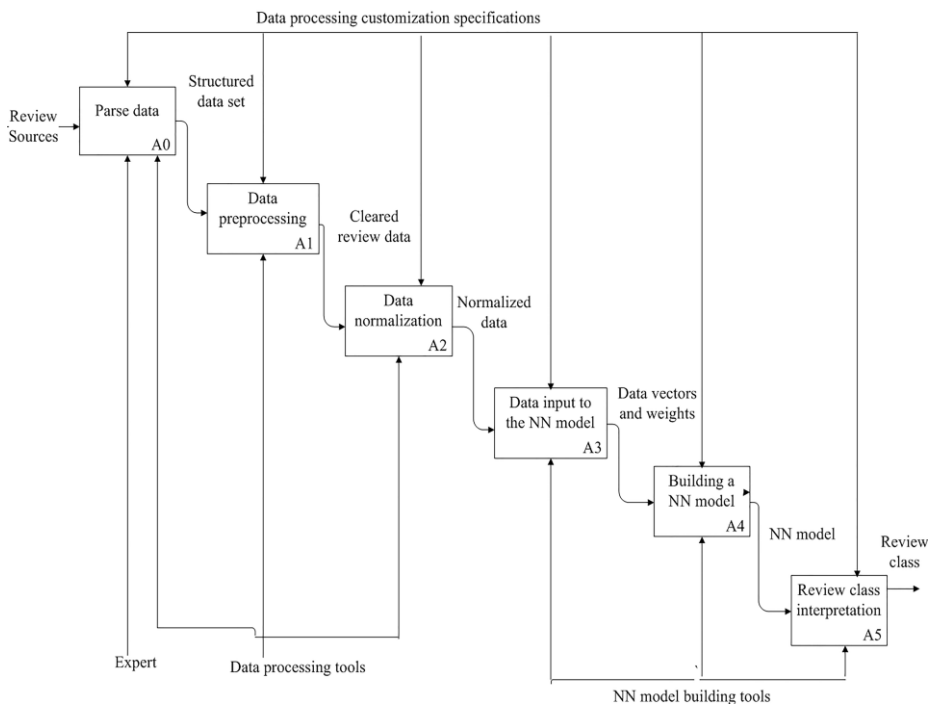 Data processing customization specifications
Structured
data set
Parse data
A0
Review
Sources
Data
preprocessing
A1
Cleared
review data
Data
normalization
A2
Normalized
data
Data input to
the NN model
A3
Data vectors
and weights
Building a
NN model
A4
NN model
Review
class
Review class
interpretation
A5
Expert
Data processing tools
NN model building tools